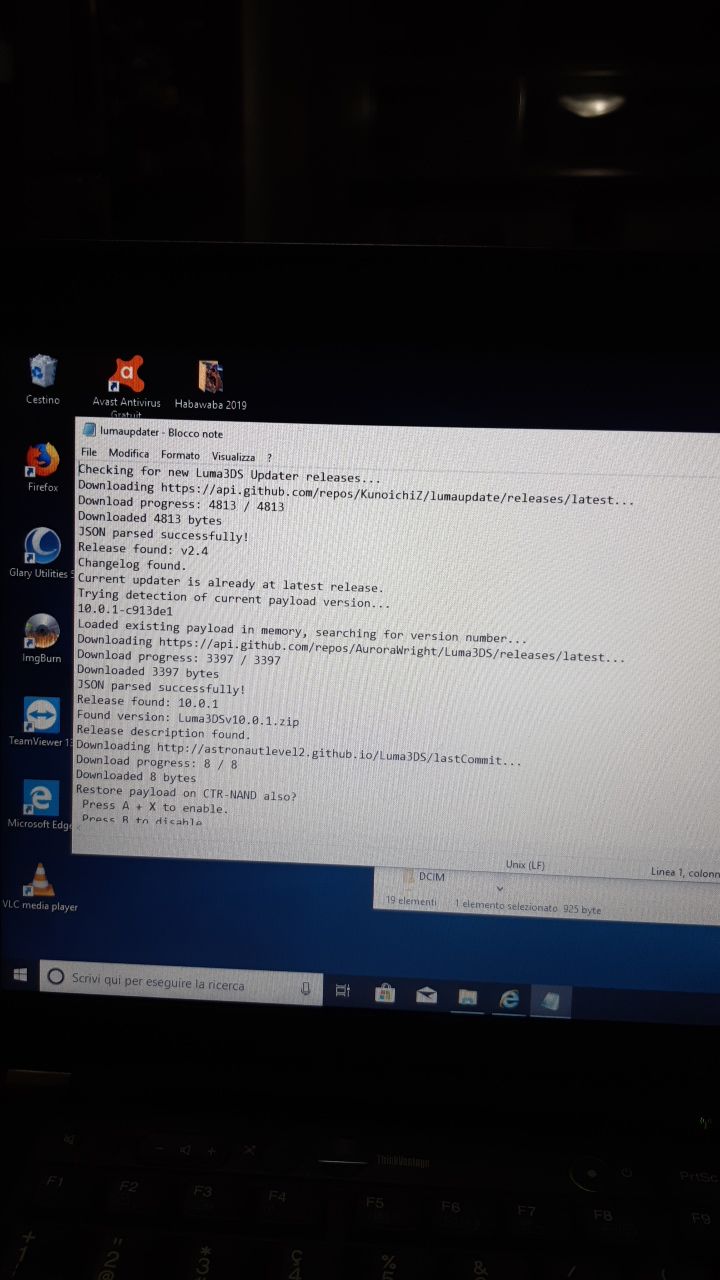 Cestino
Avast Antivirus
Gratuit
Habawaba 2019
Firefox
Glary Utilities 5
ImgBurn
TeamViewer 1
Microsoft Edg
VLC media player
lumaupdater - Blocco note
File Modifica Formato Visualizza ?
Checking for new Luma3DS Updater releases...
Downloading https://api.github.com/repos/KunoichiZ/lumaupdate/releases/latest...
Download progress: 4813 / 4813
Downloaded 4813 bytes
JSON parsed successfully!
Release found: v2.4
Changelog found.
Current updater is already at latest release.
Trying detection of current payload version...
10.0.1-c913de1
Loaded existing payload in memory, searching for version number...
Downloading https://api.github.com/repos/AuroraWright/Luma3DS/releases/latest...
Download progress: 3397 / 3397
Downloaded 3397 bytes
JSON parsed successfully!
Release found: 10.0.1
Found version: Luma3DSv10.0.1.zip
Release description found.
Downloading http://astronautlevel2.github.io/Luma3DS/lastCommit...
Download progress: 8 / 8
Downloaded 8 bytes
Restore payload on CTR-NAND also?
Press A + X to enable.
Press B to disable
Unix (LF)
Linea 1, colonn
DCIM
19 elementi
1 elemento selezionato 925 byte
Scrivi qui per eseguire la ricerca
ThinkVantage
PrtSc
F1 F2 F3 F4 F5 F6 F7 F8 F9